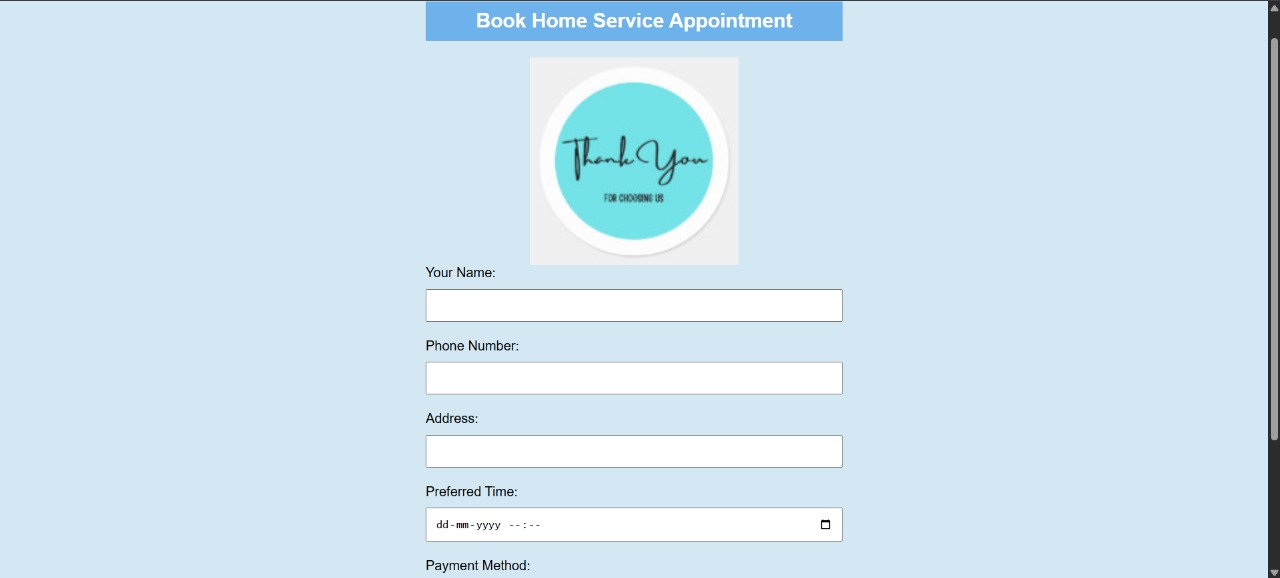 Book Home Service Appointment
Thank You
FOR CHOOSING US
Your Name:
Phone Number:
Address:
Preferred Time:
dd-mm-yyyy --:--
Payment Method: